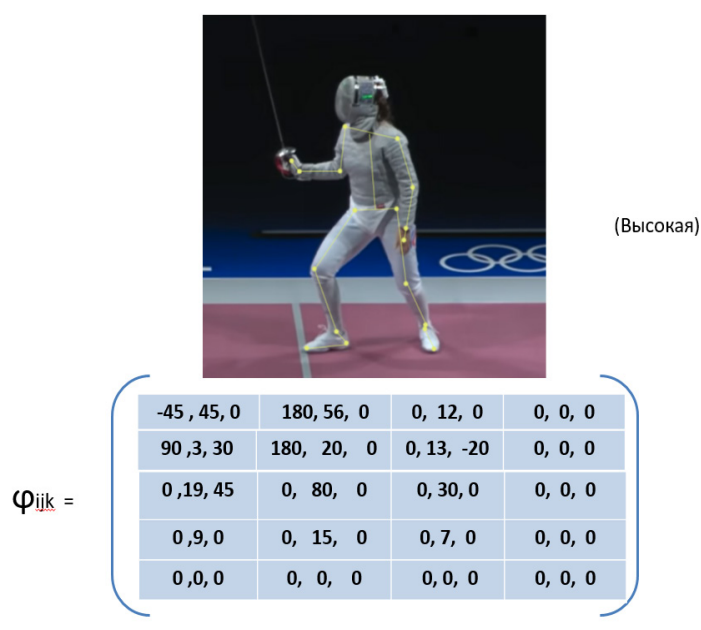 (Высокая)
-45 , 45, 0 180, 56, 0 0, 12, 0 0, 0, 0
90 ,3, 30 180, 20, 0 0, 13, -20 0, 0, 0
φijk =
0 ,19, 45 0, 80, 0 0, 30, 0 0, 0, 0
0 ,9, 0 0, 15, 0 0, 7, 0 0, 0, 0
0 ,0, 0 0, 0, 0 0, 0, 0 0, 0, 0